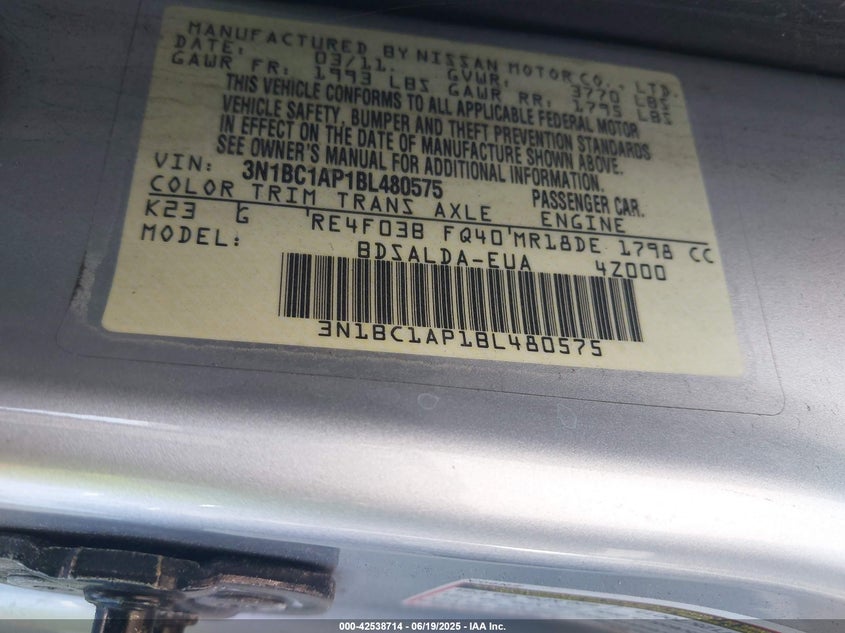 MANUFACTURED BY NISSAN MOTOR CO., LTD.
DATE: 03/11 GVWR: 3770 LBS
GAWR FR: 1993 LBS GAWR RR: 1795 LBS
THIS VEHICLE CONFORMS TO ALL APPLICABLE FEDERAL MOTOR
VEHICLE SAFETY, BUMPER AND THEFT PREVENTION STANDARDS
IN EFFECT ON THE DATE OF MANUFACTURE SHOWN ABOVE.
SEE OWNER'S MANUAL FOR ADDITIONAL INFORMATION.
VIN: 3N1BC1AP1BL480575 PASSENGER CAR.
COLOR TRIM TRANS AXLE ENGINE
K23 G RE4F03B FQ40 MR18DE 1798 CC
MODEL: BDSALDA-EUA 4Z000
3N1BC1AP1BL480575
000-42538714 - 06/19/2025 - IAA Inc.